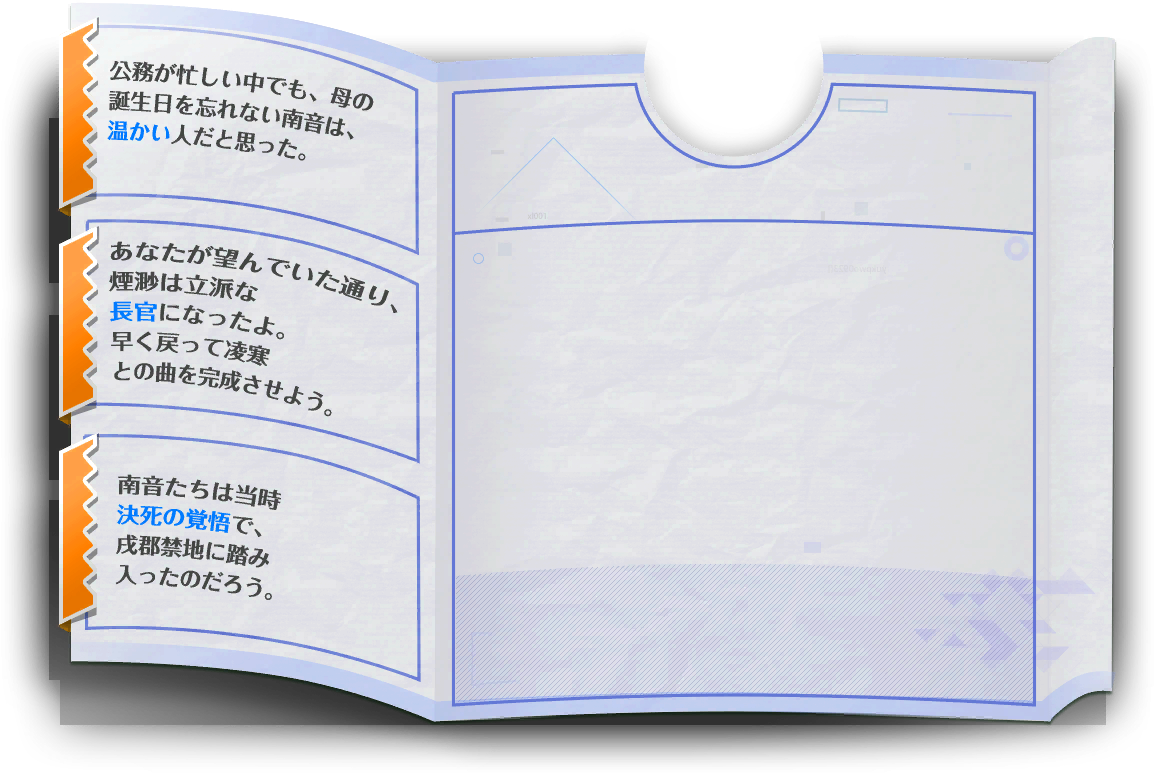 公務が忙しい中でも、母の
誕生日を忘れない南音は、
温かい人だと思った。
あなたが望んでいた通り、
煙渺は立派な
長官になったよ。
早く戻って凌寒
との曲を完成させよう。
南音たちは当時
決死の覚悟で、
戌郡禁地に踏み
入ったのだろう。